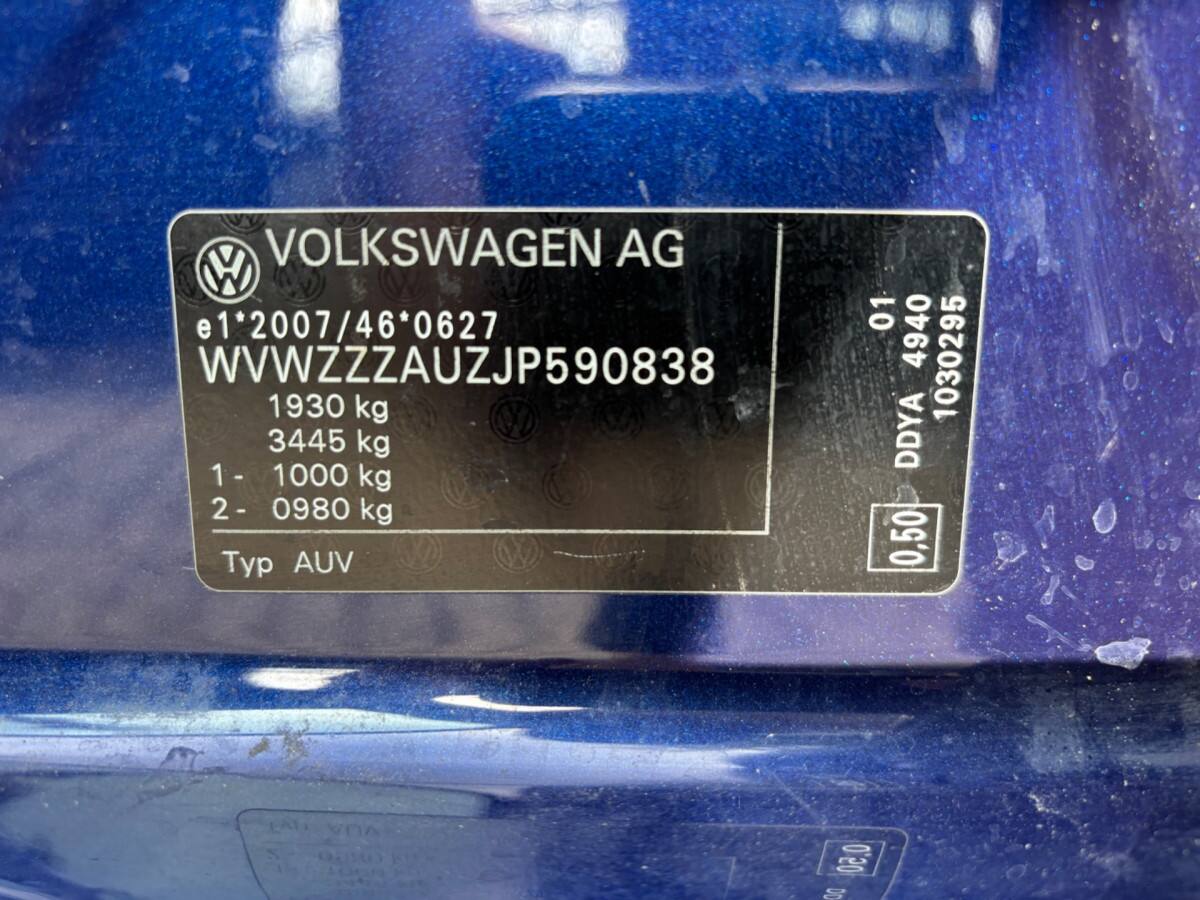 VOLKSWAGEN AG
e1*2007/46*0627
WVWZZZAUZJP590838
1930 kg
3445 kg
1- 1000 kg
2- 0980 kg
Typ AUV
01
DDYA 4940
1030295
0,50